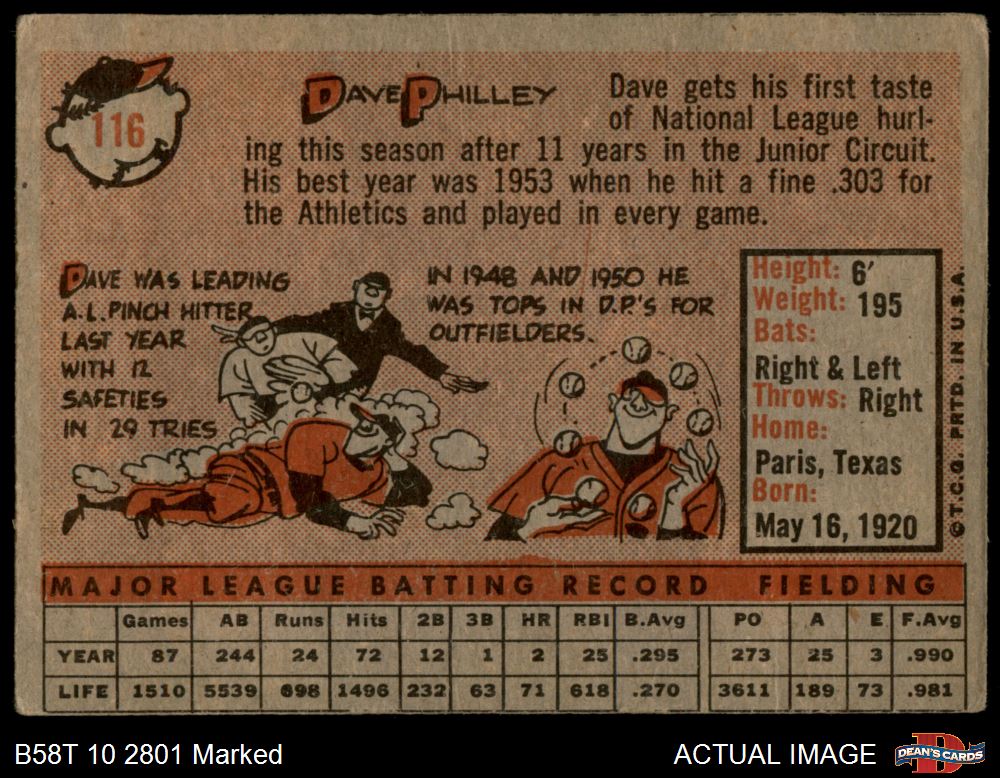 116
DAVE PHILLEY
Dave gets his first taste
of National League hurl-
ing this season after 11 years in the Junior Circuit.
His best year was 1953 when he hit a fine .303 for
the Athletics and played in every game.
DAVE WAS LEADING
A.L. PINCH HITTER
LAST YEAR
WITH 12
SAFETIES
IN 29 TRIES
IN 1948 AND 1950 HE
WAS TOPS IN D.P.'S FOR
OUTFIELDERS.
Height: 6'
Weight: 195
Bats:
Right & Left
Throws: Right
Home:
Paris, Texas
Born:
May 16, 1920
© T.C.G. PRTD. IN U.S.A.
MAJOR LEAGUE BATTING RECORD FIELDING
Games AB Runs Hits 2B 3B HR RBI B.Avg PO A E F.Avg
YEAR 87 244 24 72 12 1 2 25 .295 273 25 3 .990
LIFE 1510 5539 698 1496 232 63 71 618 .270 3611 189 73 .981
B58T 10 2801 Marked
ACTUAL IMAGE
DEAN'S CARDS